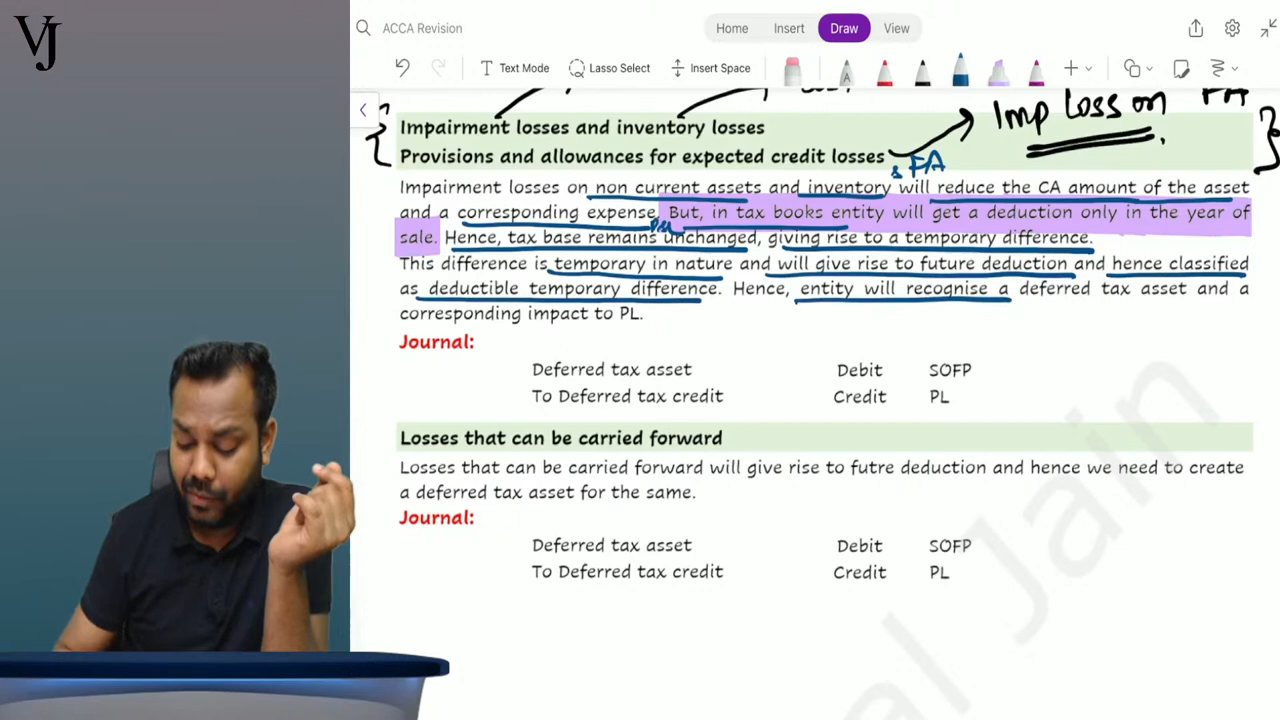 VJ
ACCA Revision
Home Insert Draw View
Text Mode Lasso Select Insert Space
Imp Loss on FA
Impairment losses and inventory losses
Provisions and allowances for expected credit losses
& FA
Impairment losses on non current assets and inventory will reduce the CA amount of the asset
and a corresponding expense. But, in tax books entity will get a deduction only in the year of
sale. Hence, tax base remains unchanged, giving rise to a temporary difference.
This difference is temporary in nature and will give rise to future deduction and hence classified
as deductible temporary difference. Hence, entity will recognise a deferred tax asset and a
corresponding impact to PL.
Journal:
Deferred tax asset Debit SOFP
To Deferred tax credit Credit PL
Losses that can be carried forward
Losses that can be carried forward will give rise to futre deduction and hence we need to create
a deferred tax asset for the same.
Journal:
Deferred tax asset Debit SOFP
To Deferred tax credit Credit PL
al Jain